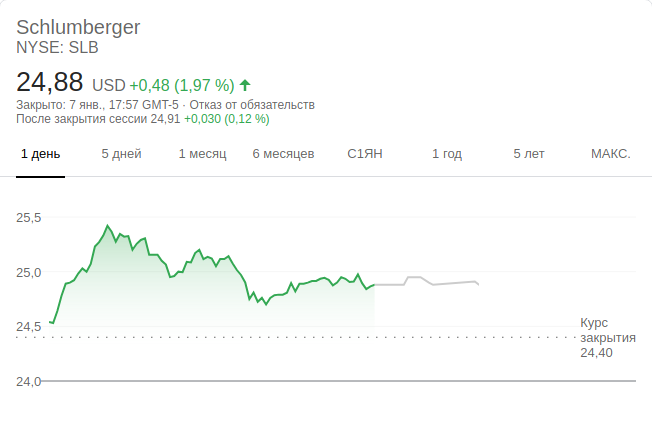 Schlumberger
NYSE: SLB
24,88 USD +0,48 (1,97 %)
Закрыто: 7 янв., 17:57 GMT-5 · Отказ от обязательств
После закрытия сессии 24,91 +0,030 (0,12 %)
1 день 5 дней 1 месяц 6 месяцев С1ЯН 1 год 5 лет МАКС.
25,5
25,0
24,5
Курс
закрытия
24,40
24,0